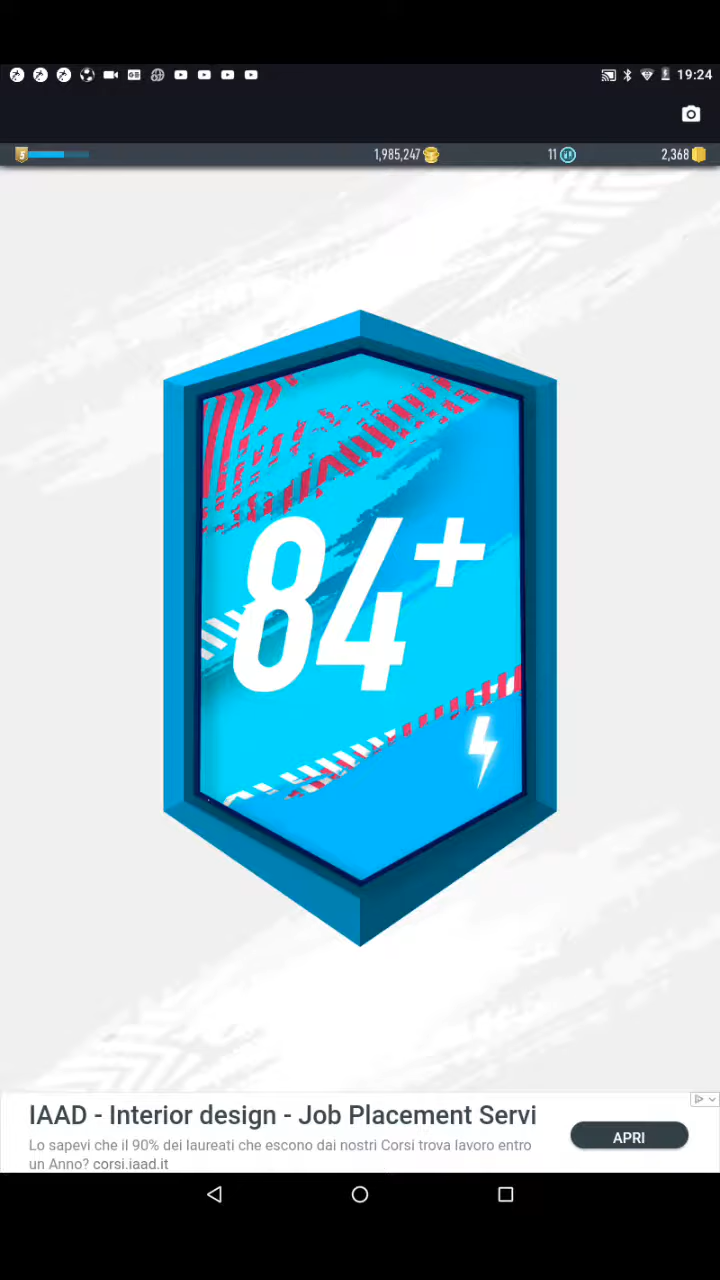 19:24
5
1,985,247
11
2,368
84+
IAAD - Interior design - Job Placement Servi
Lo sapevi che il 90% dei laureati che escono dai nostri Corsi trova lavoro entro
un Anno? corsi.iaad.it
APRI